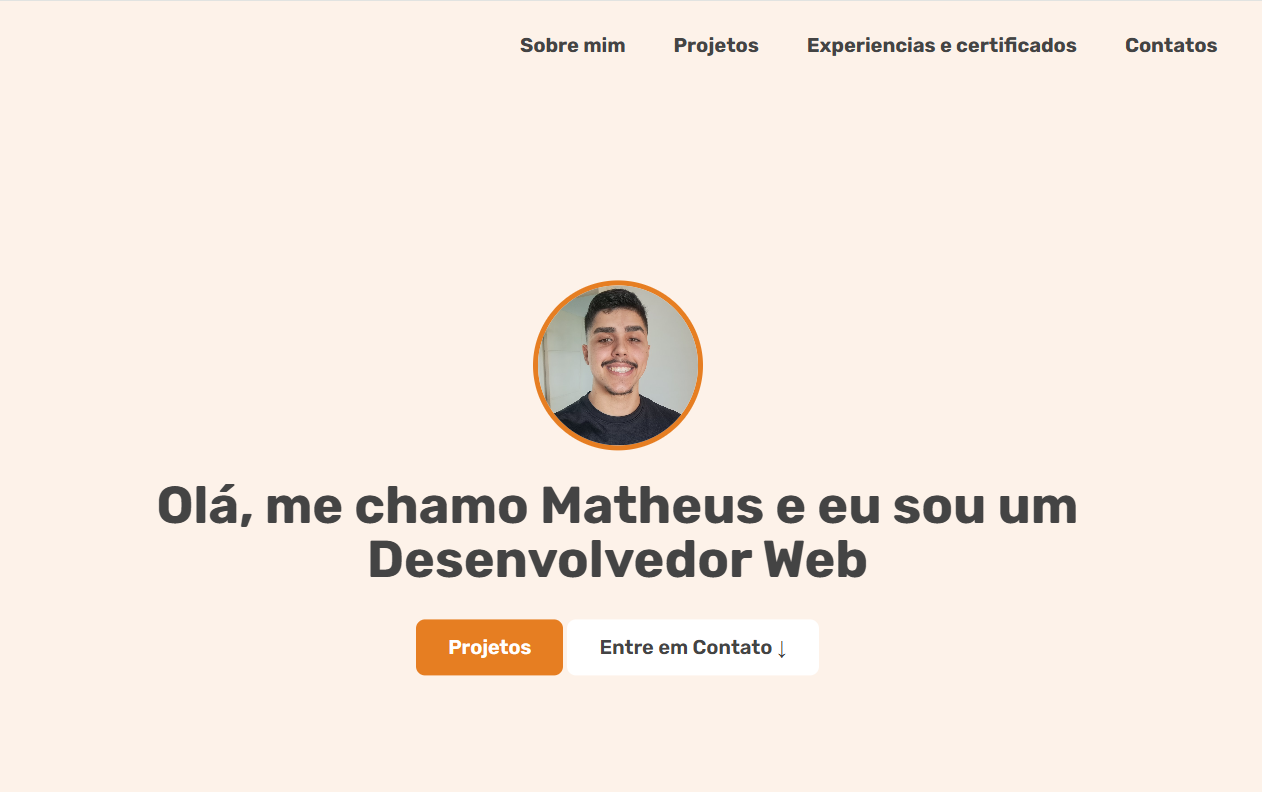 Sobre mim Projetos Experiencias e certificados Contatos
Olá, me chamo Matheus e eu sou um
Desenvolvedor Web
Projetos Entre em Contato ↓